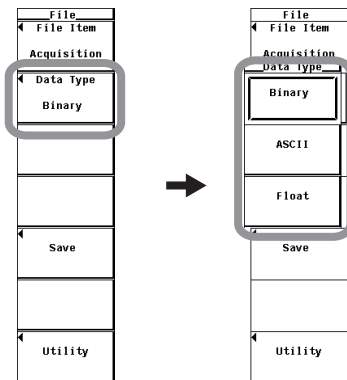 File
File Item
Acquisition
Data Type
Binary
Save
Utility
File
File Item
Acquisition
Data Type
Binary
ASCII
Float
Save
Utility